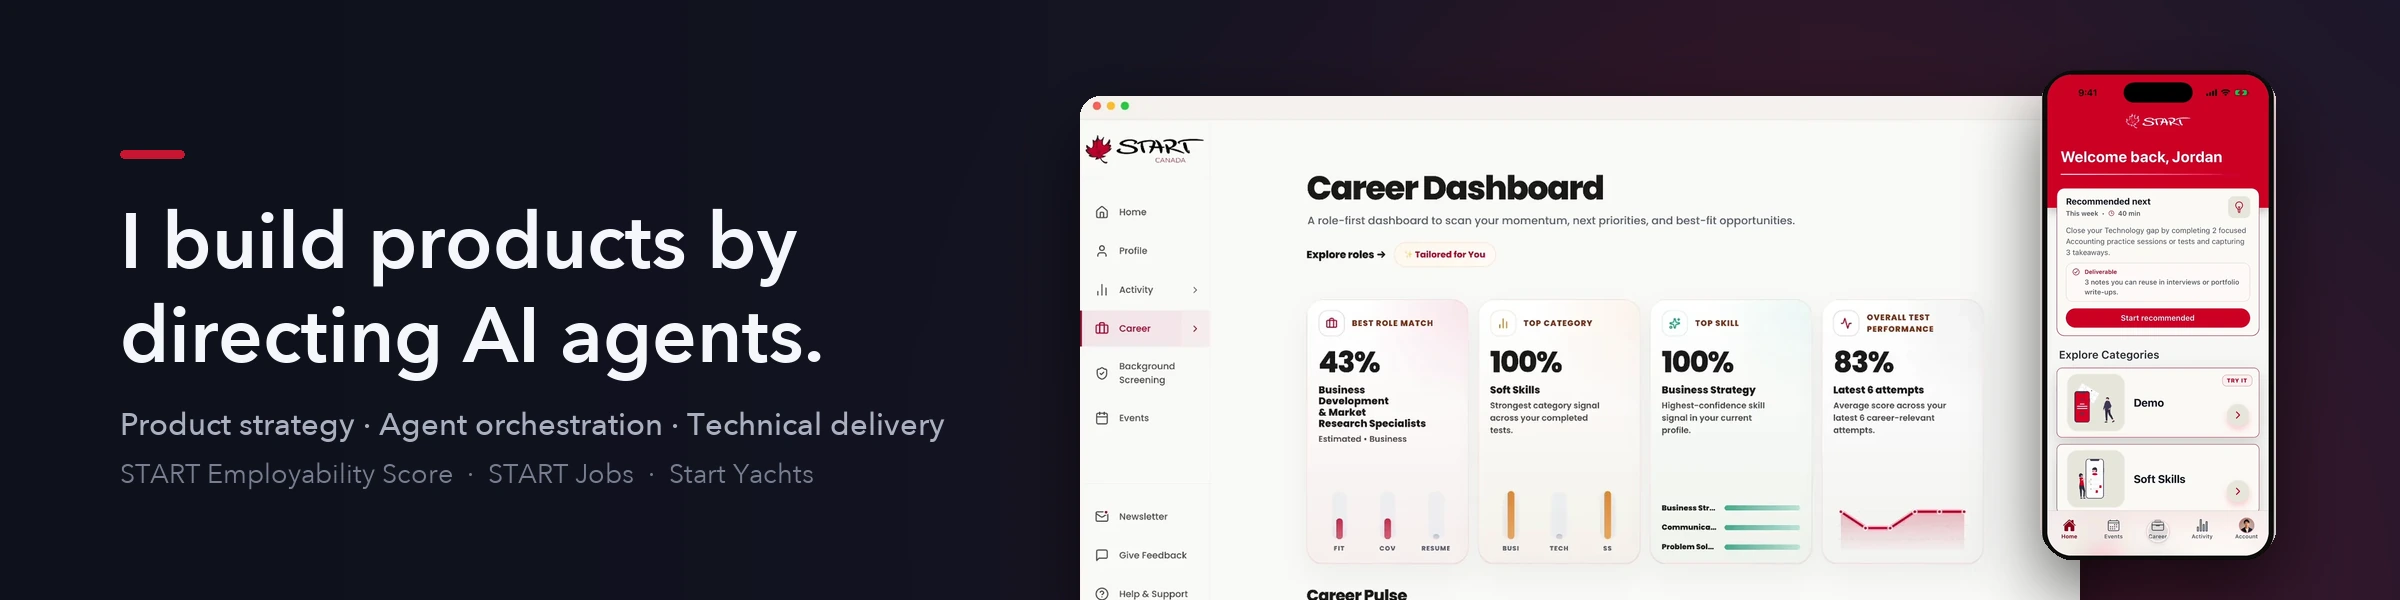 I build products by
directing AI agents.
Product strategy · Agent orchestration · Technical delivery
START Employability Score · START Jobs · Start Yachts
START
CANADA
Home
Profile
Activity
Career
Background
Screening
Events
Newsletter
Give Feedback
Help & Support
Career Dashboard
A role-first dashboard to scan your momentum, next priorities, and best-fit opportunities.
Explore roles → ✨ Tailored for You
BEST ROLE MATCH
43%
Business
Development
& Market
Research Specialists
Estimated • Business
FIT COV RESUME
TOP CATEGORY
100%
Soft Skills
Strongest category signal
across your completed
tests.
BUSI TECH SS
TOP SKILL
100%
Business Strategy
Highest-confidence skill
signal in your current
profile.
Business Str...
Communica...
Problem Sol...
OVERALL TEST
PERFORMANCE
83%
Latest 6 attempts
Average score across your
latest 6 career-relevant
attempts.
Career Pulse
9:41
START
Welcome back, Jordan
Recommended next
This week • 40 min
Close your Technology gap by completing 2 focused
Accounting practice sessions or tests and capturing
3 takeaways.
Deliverable
3 notes you can reuse in interviews or portfolio
write-ups.
Start recommended
Explore Categories
TRY IT
Demo
Soft Skills
Home Events Career Activity Account